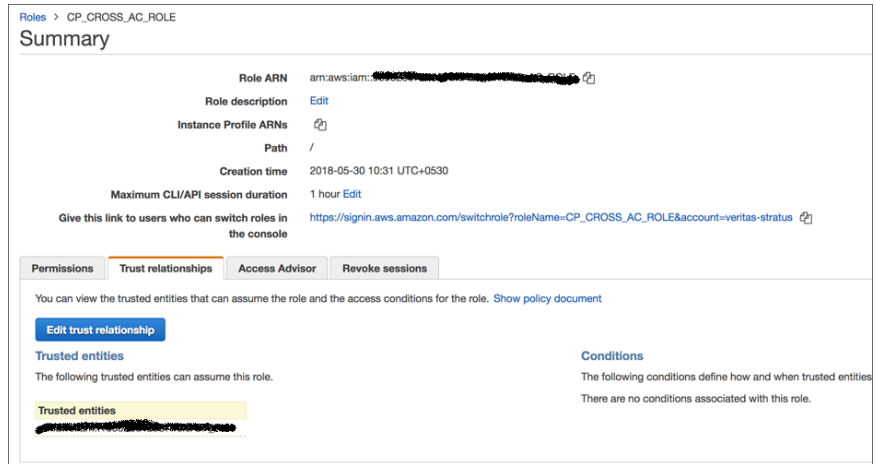 Roles > CP_CROSS_AC_ROLE
Summary
Role ARN arn:aws:iam::
Role description Edit
Instance Profile ARNs
Path /
Creation time 2018-05-30 10:31 UTC+0530
Maximum CLI/API session duration 1 hour Edit
Give this link to users who can switch roles in https://signin.aws.amazon.com/switchrole?roleName=CP_CROSS_AC_ROLE&account=veritas-stratus
the console
Permissions Trust relationships Access Advisor Revoke sessions
You can view the trusted entities that can assume the role and the access conditions for the role. Show policy document
Edit trust relationship
Trusted entities Conditions
The following trusted entities can assume this role. The following conditions define how and when trusted entities
There are no conditions associated with this role.
Trusted entities